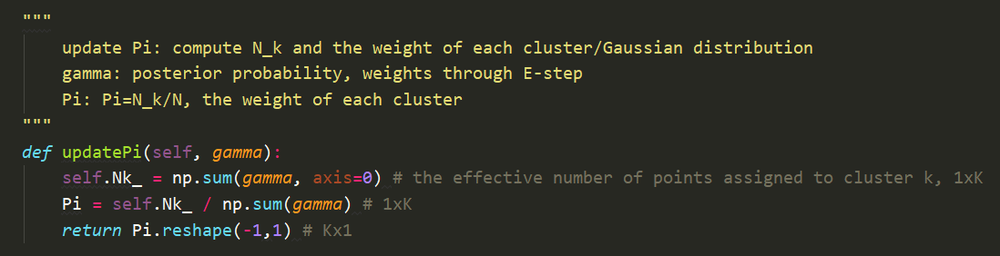 """
    update Pi: compute N_k and the weight of each cluster/Gaussian distribution
    gamma: posterior probability, weights through E-step
    Pi: Pi=N_k/N, the weight of each cluster
"""
def updatePi(self, gamma):
    self.Nk_ = np.sum(gamma, axis=0) # the effective number of points assigned to cluster k, 1xK
    Pi = self.Nk_ / np.sum(gamma) # 1xK
    return Pi.reshape(-1,1) # Kx1